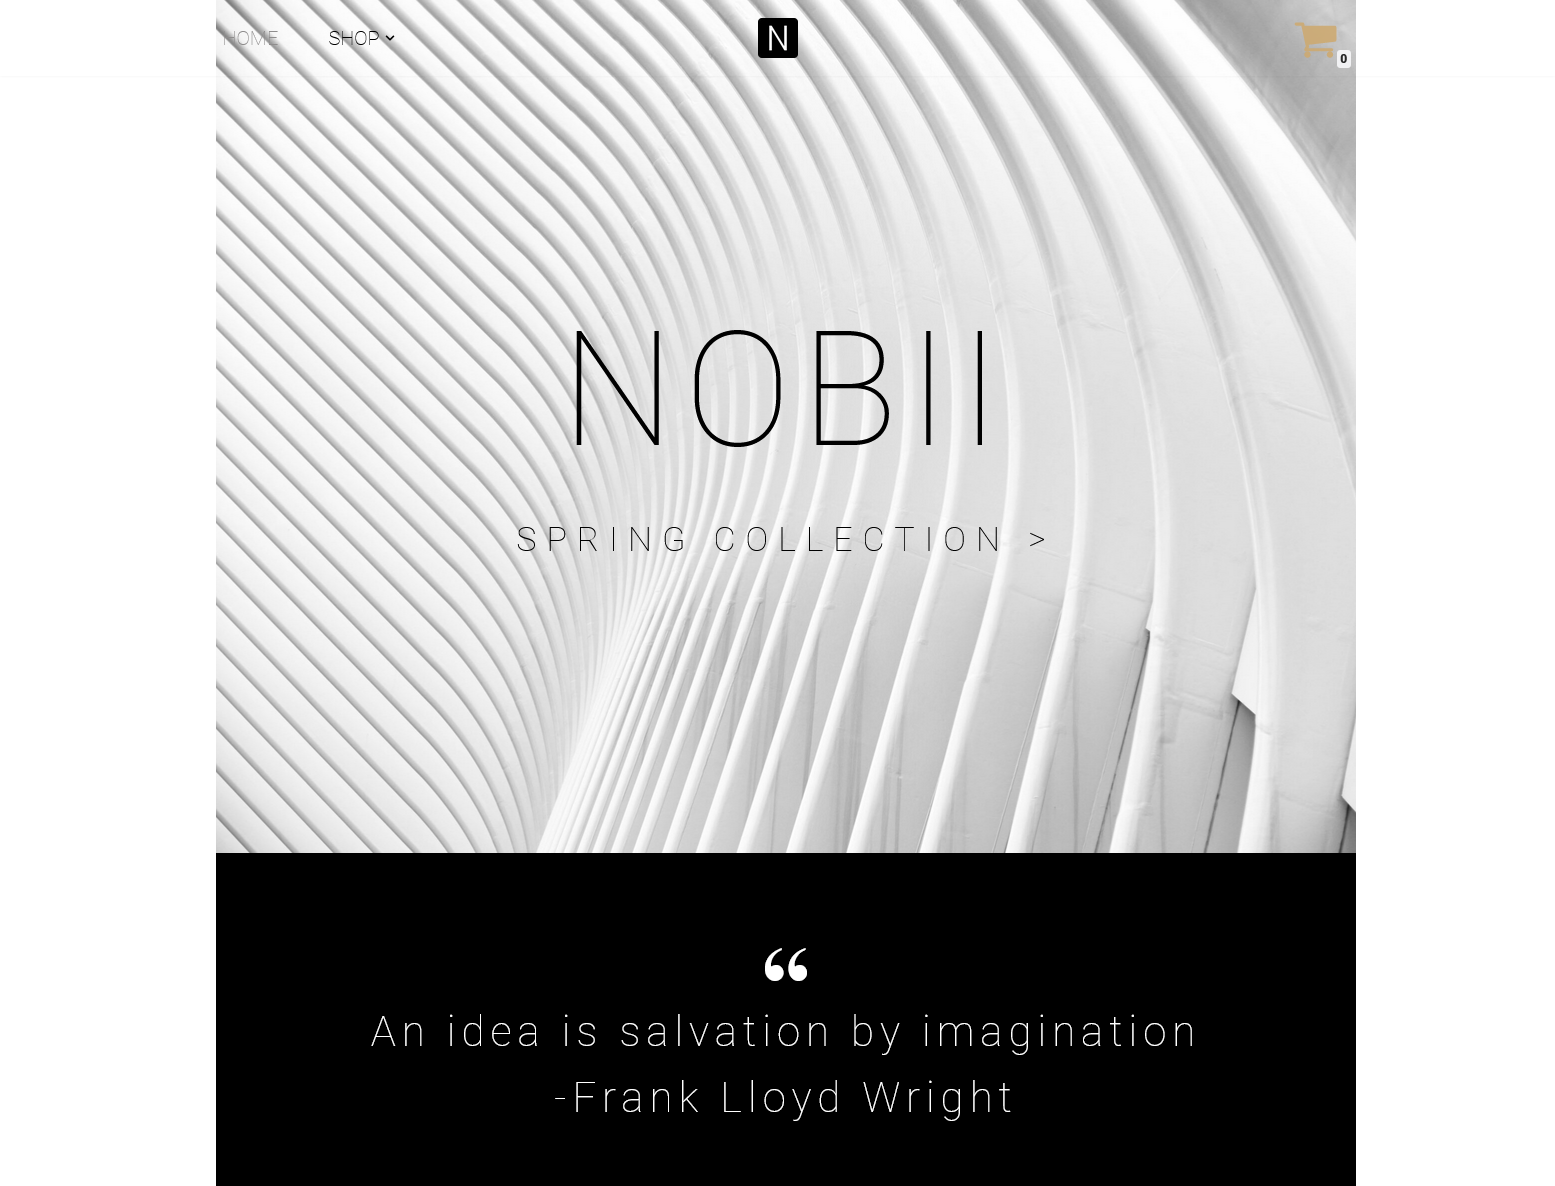 HOME SHOP N 0
NOBII
SPRING COLLECTION >
“
An idea is salvation by imagination
-Frank Lloyd Wright